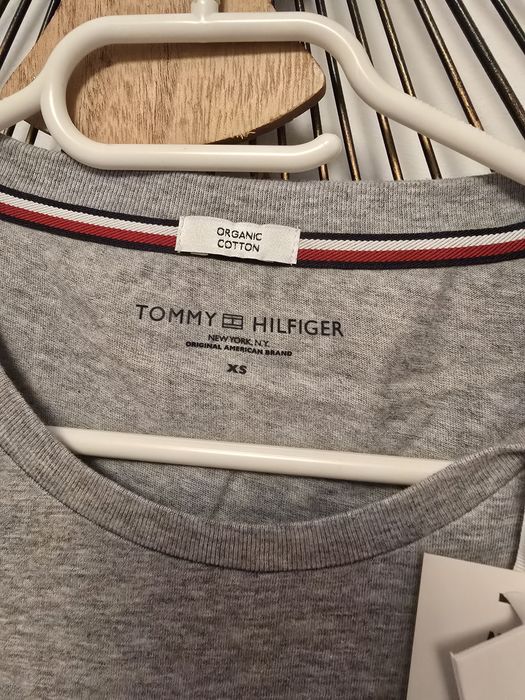 ORGANIC
COTTON
TOMMY HILFIGER
NEW YORK, N.Y.
ORIGINAL AMERICAN BRAND
XS